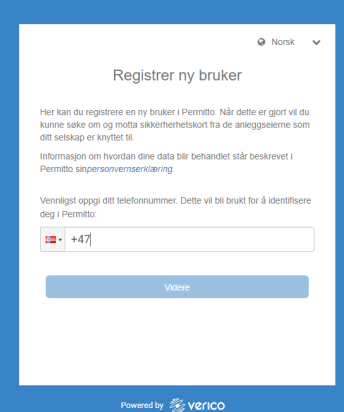 Norsk
Registrer ny bruker
Her kan du registrere en ny bruker i Permitto. Når dette er gjort vil du
kunne søke om og motta sikkerherhetskort fra de anleggseierne som
ditt selskap er knyttet til.
Informasjon om hvordan dine data blir behandlet står beskrevet i
Permitto sinpersonvernserklæring.
Vennligst oppgi ditt telefonnummer. Dette vil bli brukt for å identifisere
deg i Permitto:
+47
Videre
Powered by verico